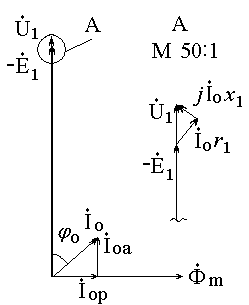 U̇₁
A
-Ė₁
A
M 50:1
jİₒx₁
U̇₁
İₒr₁
-Ė₁
φₒ
İₒ
İₒₐ
İₒₚ
Φ̇ₘ